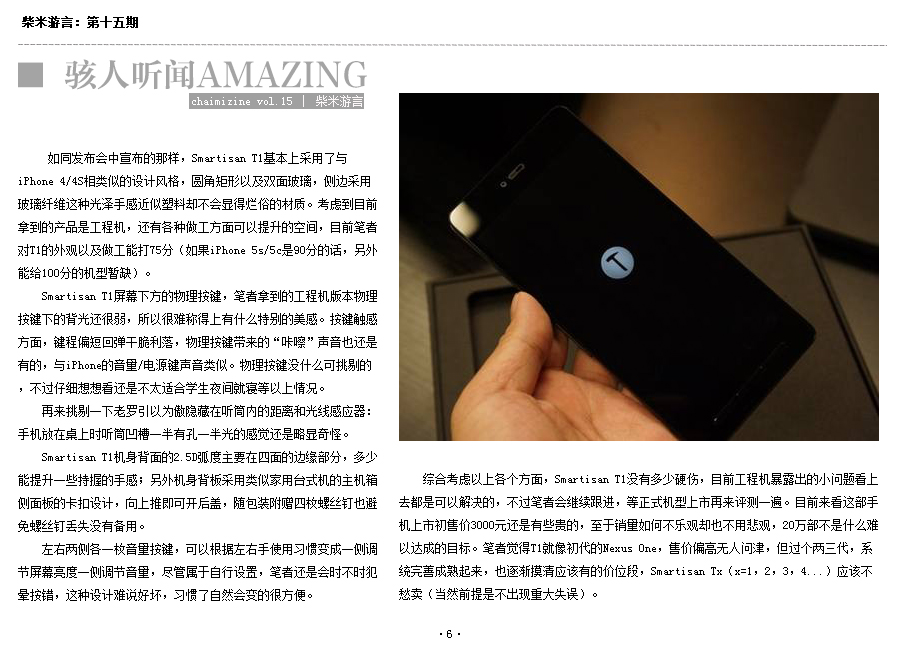 柴米游言：第十五期
骇人听闻AMAZING
chaimizine vol.15 | 柴米游言
如同发布会中宣布的那样，Smartisan T1基本上采用了与
iPhone 4/4S相类似的设计风格，圆角矩形以及双面玻璃，侧边采用
玻璃纤维这种光泽手感近似塑料却不会显得烂俗的材质。考虑到目前
拿到的产品是工程机，还有各种做工方面可以提升的空间，目前笔者
对T1的外观以及做工能打75分（如果iPhone 5s/5c是90分的话，另外
能给100分的机型暂缺）。
Smartisan T1屏幕下方的物理按键，笔者拿到的工程机版本物理
按键下的背光还很弱，所以很难称得上有什么特别的美感。按键触感
方面，键程偏短回弹干脆利落，物理按键带来的“咔嚓”声音也还是
有的，与iPhone的音量/电源键声音类似。物理按键没什么可挑剔的
，不过仔细想想看还是不太适合学生夜间就寝等以上情况。
再来挑剔一下老罗引以为傲隐藏在听筒内的距离和光线感应器：
手机放在桌上时听筒凹槽一半有孔一半光的感觉还是略显奇怪。
Smartisan T1机身背面的2.5D弧度主要在四面的边缘部分，多少
能提升一些持握的手感；另外机身背板采用类似家用台式机的主机箱
侧面板的卡扣设计，向上推即可开后盖，随包装附赠四枚螺丝钉也避
免螺丝钉丢失没有备用。
左右两侧各一枚音量按键，可以根据左右手使用习惯变成一侧调
节屏幕亮度一侧调节音量，尽管属于自行设置，笔者还是会时不时犯
晕按错，这种设计难说好坏，习惯了自然会变的很方便。
T
综合考虑以上各个方面，Smartisan T1没有多少硬伤，目前工程机暴露出的小问题看上
去都是可以解决的，不过笔者会继续跟进，等正式机型上市再来评测一遍。目前来看这部手
机上市初售价3000元还是有些贵的，至于销量如何不乐观却也不用悲观，20万部不是什么难
以达成的目标。笔者觉得T1就像初代的Nexus One，售价偏高无人问津，但过个两三代，系
统完善成熟起来，也逐渐摸清应该有的价位段，Smartisan Tx（x=1，2，3，4...）应该不
愁卖（当然前提是不出现重大失误）。
·6·